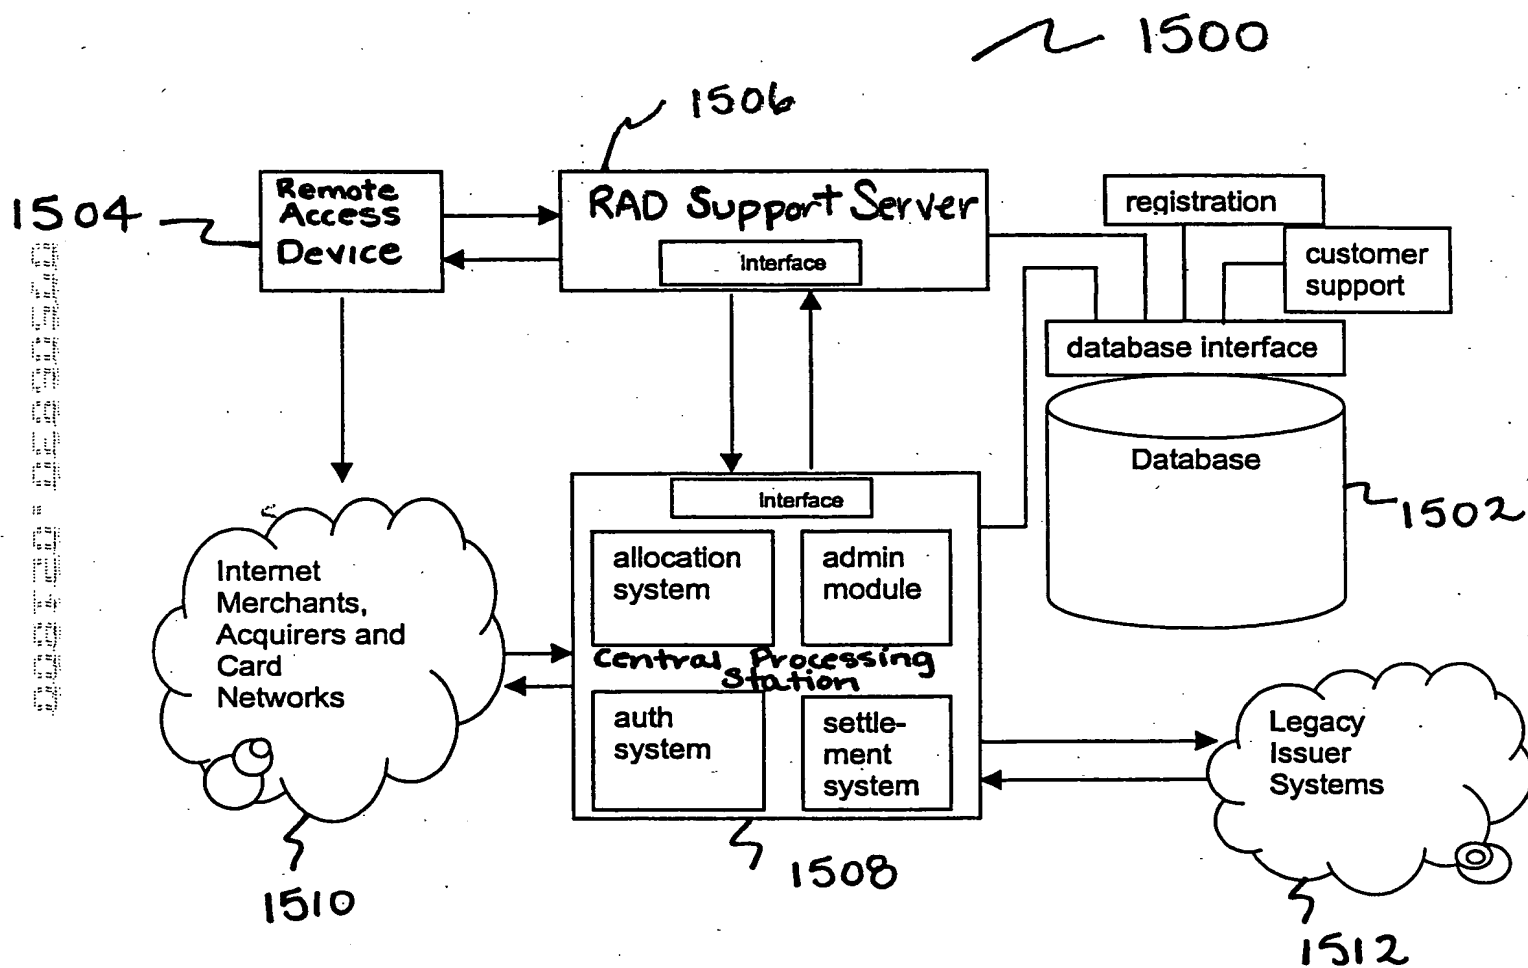 1500
1506
1504
Remote
Access
Device
RAD Support Server
Interface
registration
customer
support
database interface
Database
1502
Interface
allocation
system
admin
module
Central Processing
Station
auth
system
settle-
ment
system
Internet
Merchants,
Acquirers and
Card
Networks
Legacy
Issuer
Systems
1510
1508
1512